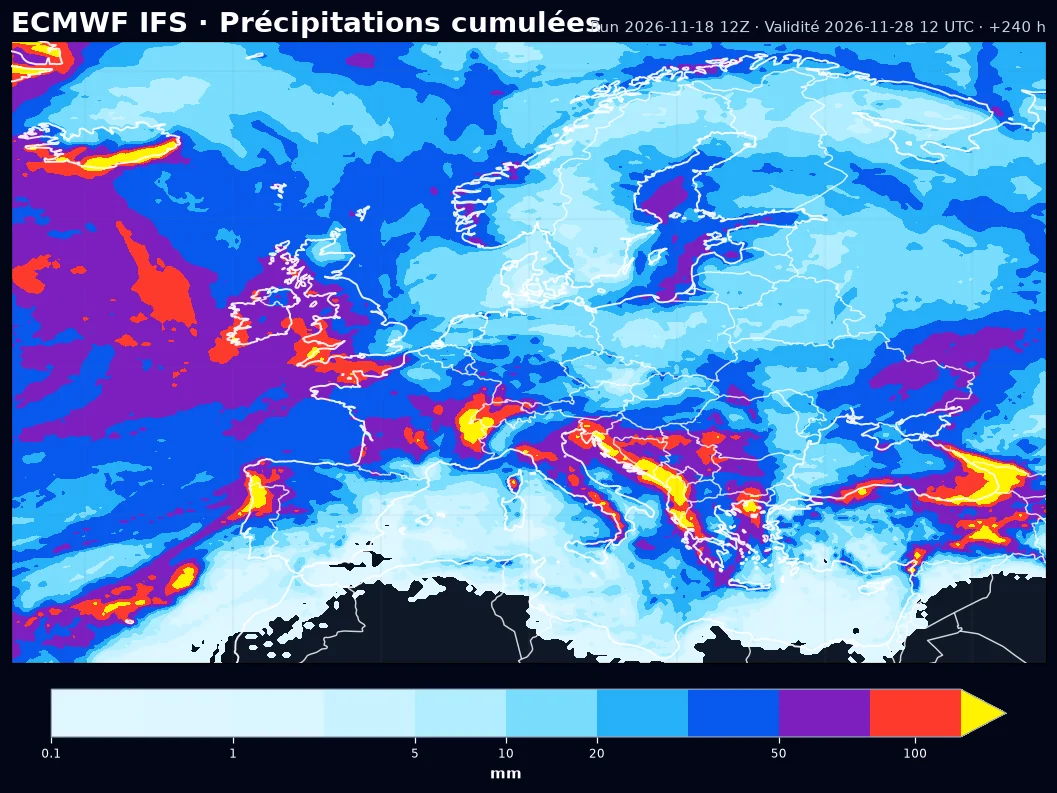 ECMWF IFS · Précipitations cumulées
Run 2026-11-18 12Z · Validité 2026-11-28 12 UTC · +240 h
0.1 1 5 10 20 50 100
mm